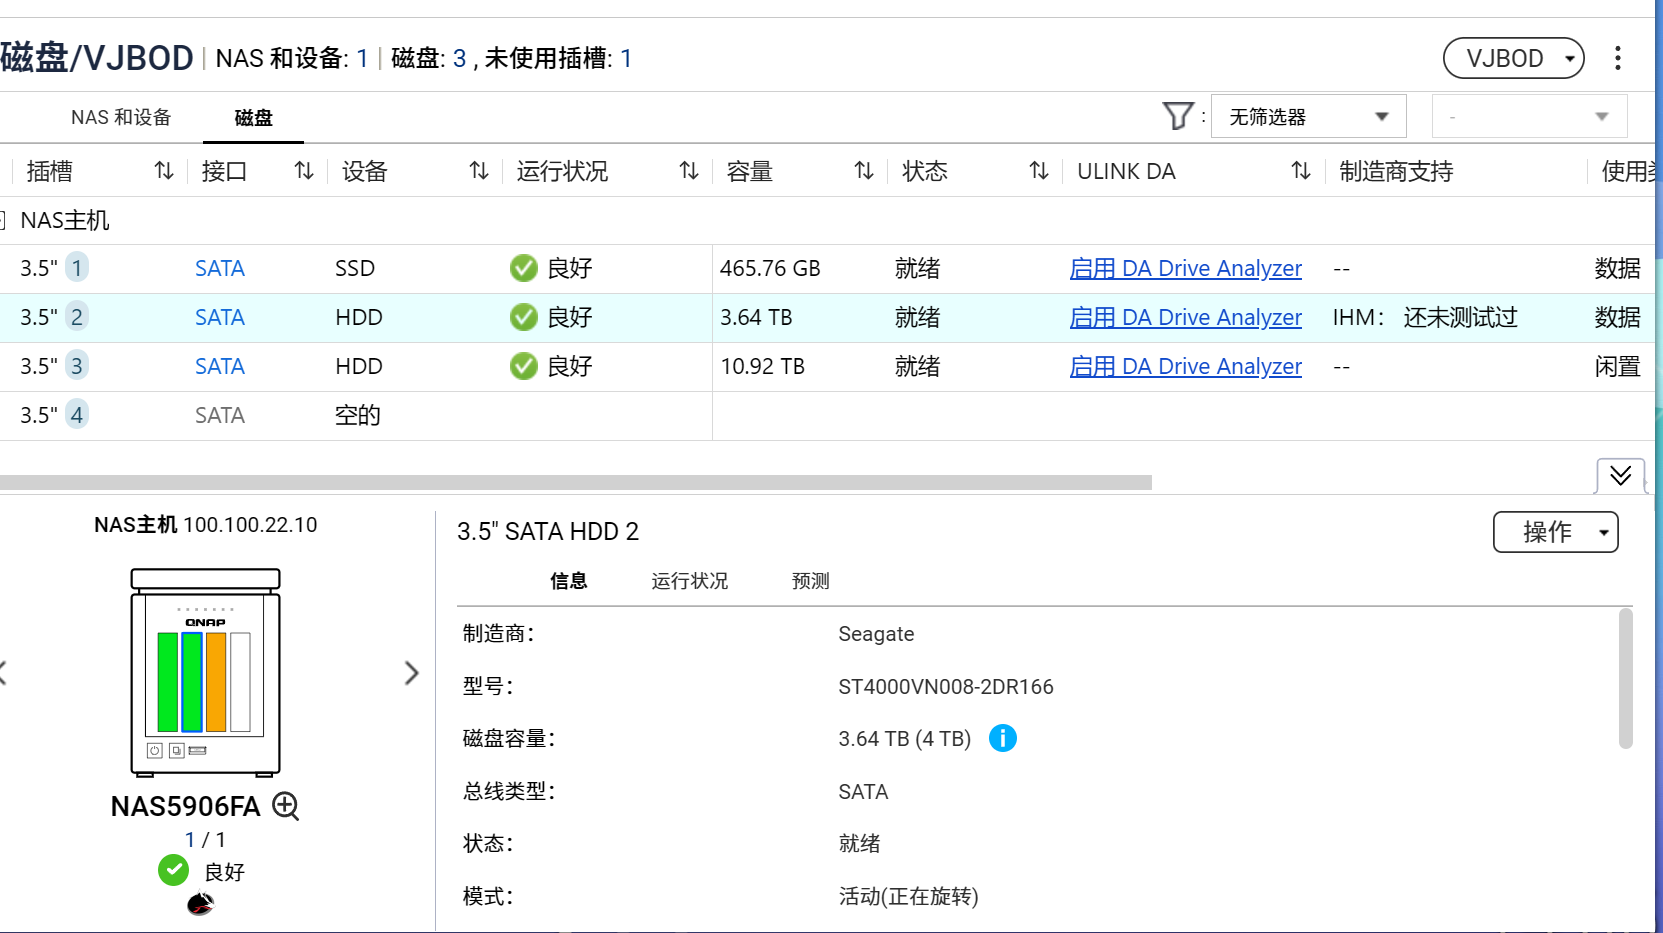 磁盘/VJBOD | NAS 和设备: 1 | 磁盘: 3 , 未使用插槽: 1
VJBOD
NAS 和设备 磁盘 : 无筛选器 -
插槽 接口 设备 运行状况 容量 状态 ULINK DA 制造商支持 使用
NAS主机
3.5" 1 SATA SSD 良好 465.76 GB 就绪 启用 DA Drive Analyzer -- 数据
3.5" 2 SATA HDD 良好 3.64 TB 就绪 启用 DA Drive Analyzer IHM： 还未测试过 数据
3.5" 3 SATA HDD 良好 10.92 TB 就绪 启用 DA Drive Analyzer -- 闲置
3.5" 4 SATA 空的
NAS主机 100.100.22.10
QNAP
NAS5906FA
1 / 1
良好
3.5" SATA HDD 2
操作
信息 运行状况 预测
制造商： Seagate
型号： ST4000VN008-2DR166
磁盘容量： 3.64 TB (4 TB)
总线类型： SATA
状态： 就绪
模式： 活动(正在旋转)